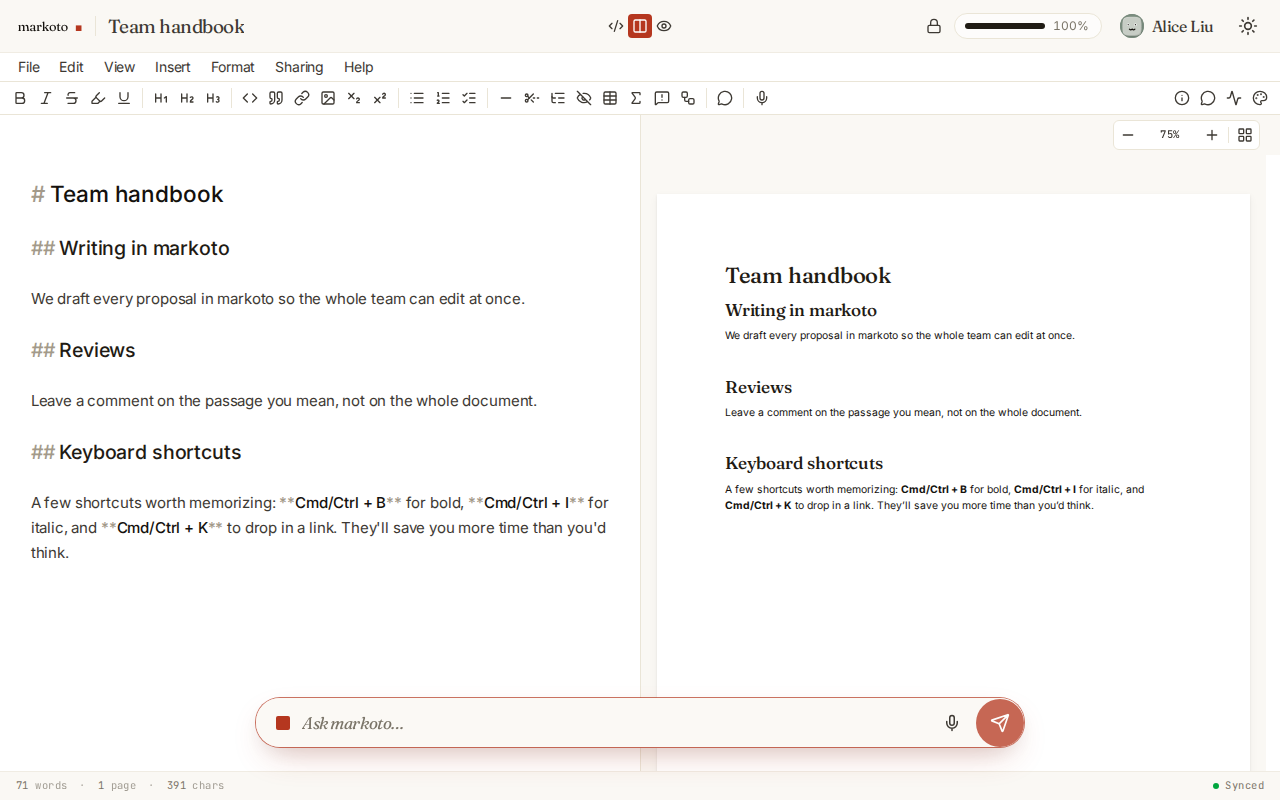 markoto
Team handbook
100%
Alice Liu
File Edit View Insert Format Sharing Help
H1 H2 H3
75%
# Team handbook
## Writing in markoto
We draft every proposal in markoto so the whole team can edit at once.
## Reviews
Leave a comment on the passage you mean, not on the whole document.
## Keyboard shortcuts
A few shortcuts worth memorizing: **Cmd/Ctrl + B** for bold, **Cmd/Ctrl + I** for
italic, and **Cmd/Ctrl + K** to drop in a link. They'll save you more time than you'd
think.
Team handbook
Writing in markoto
We draft every proposal in markoto so the whole team can edit at once.
Reviews
Leave a comment on the passage you mean, not on the whole document.
Keyboard shortcuts
A few shortcuts worth memorizing: Cmd/Ctrl + B for bold, Cmd/Ctrl + I for italic, and
Cmd/Ctrl + K to drop in a link. They'll save you more time than you'd think.
Ask markoto...
71 words · 1 page · 391 chars
Synced